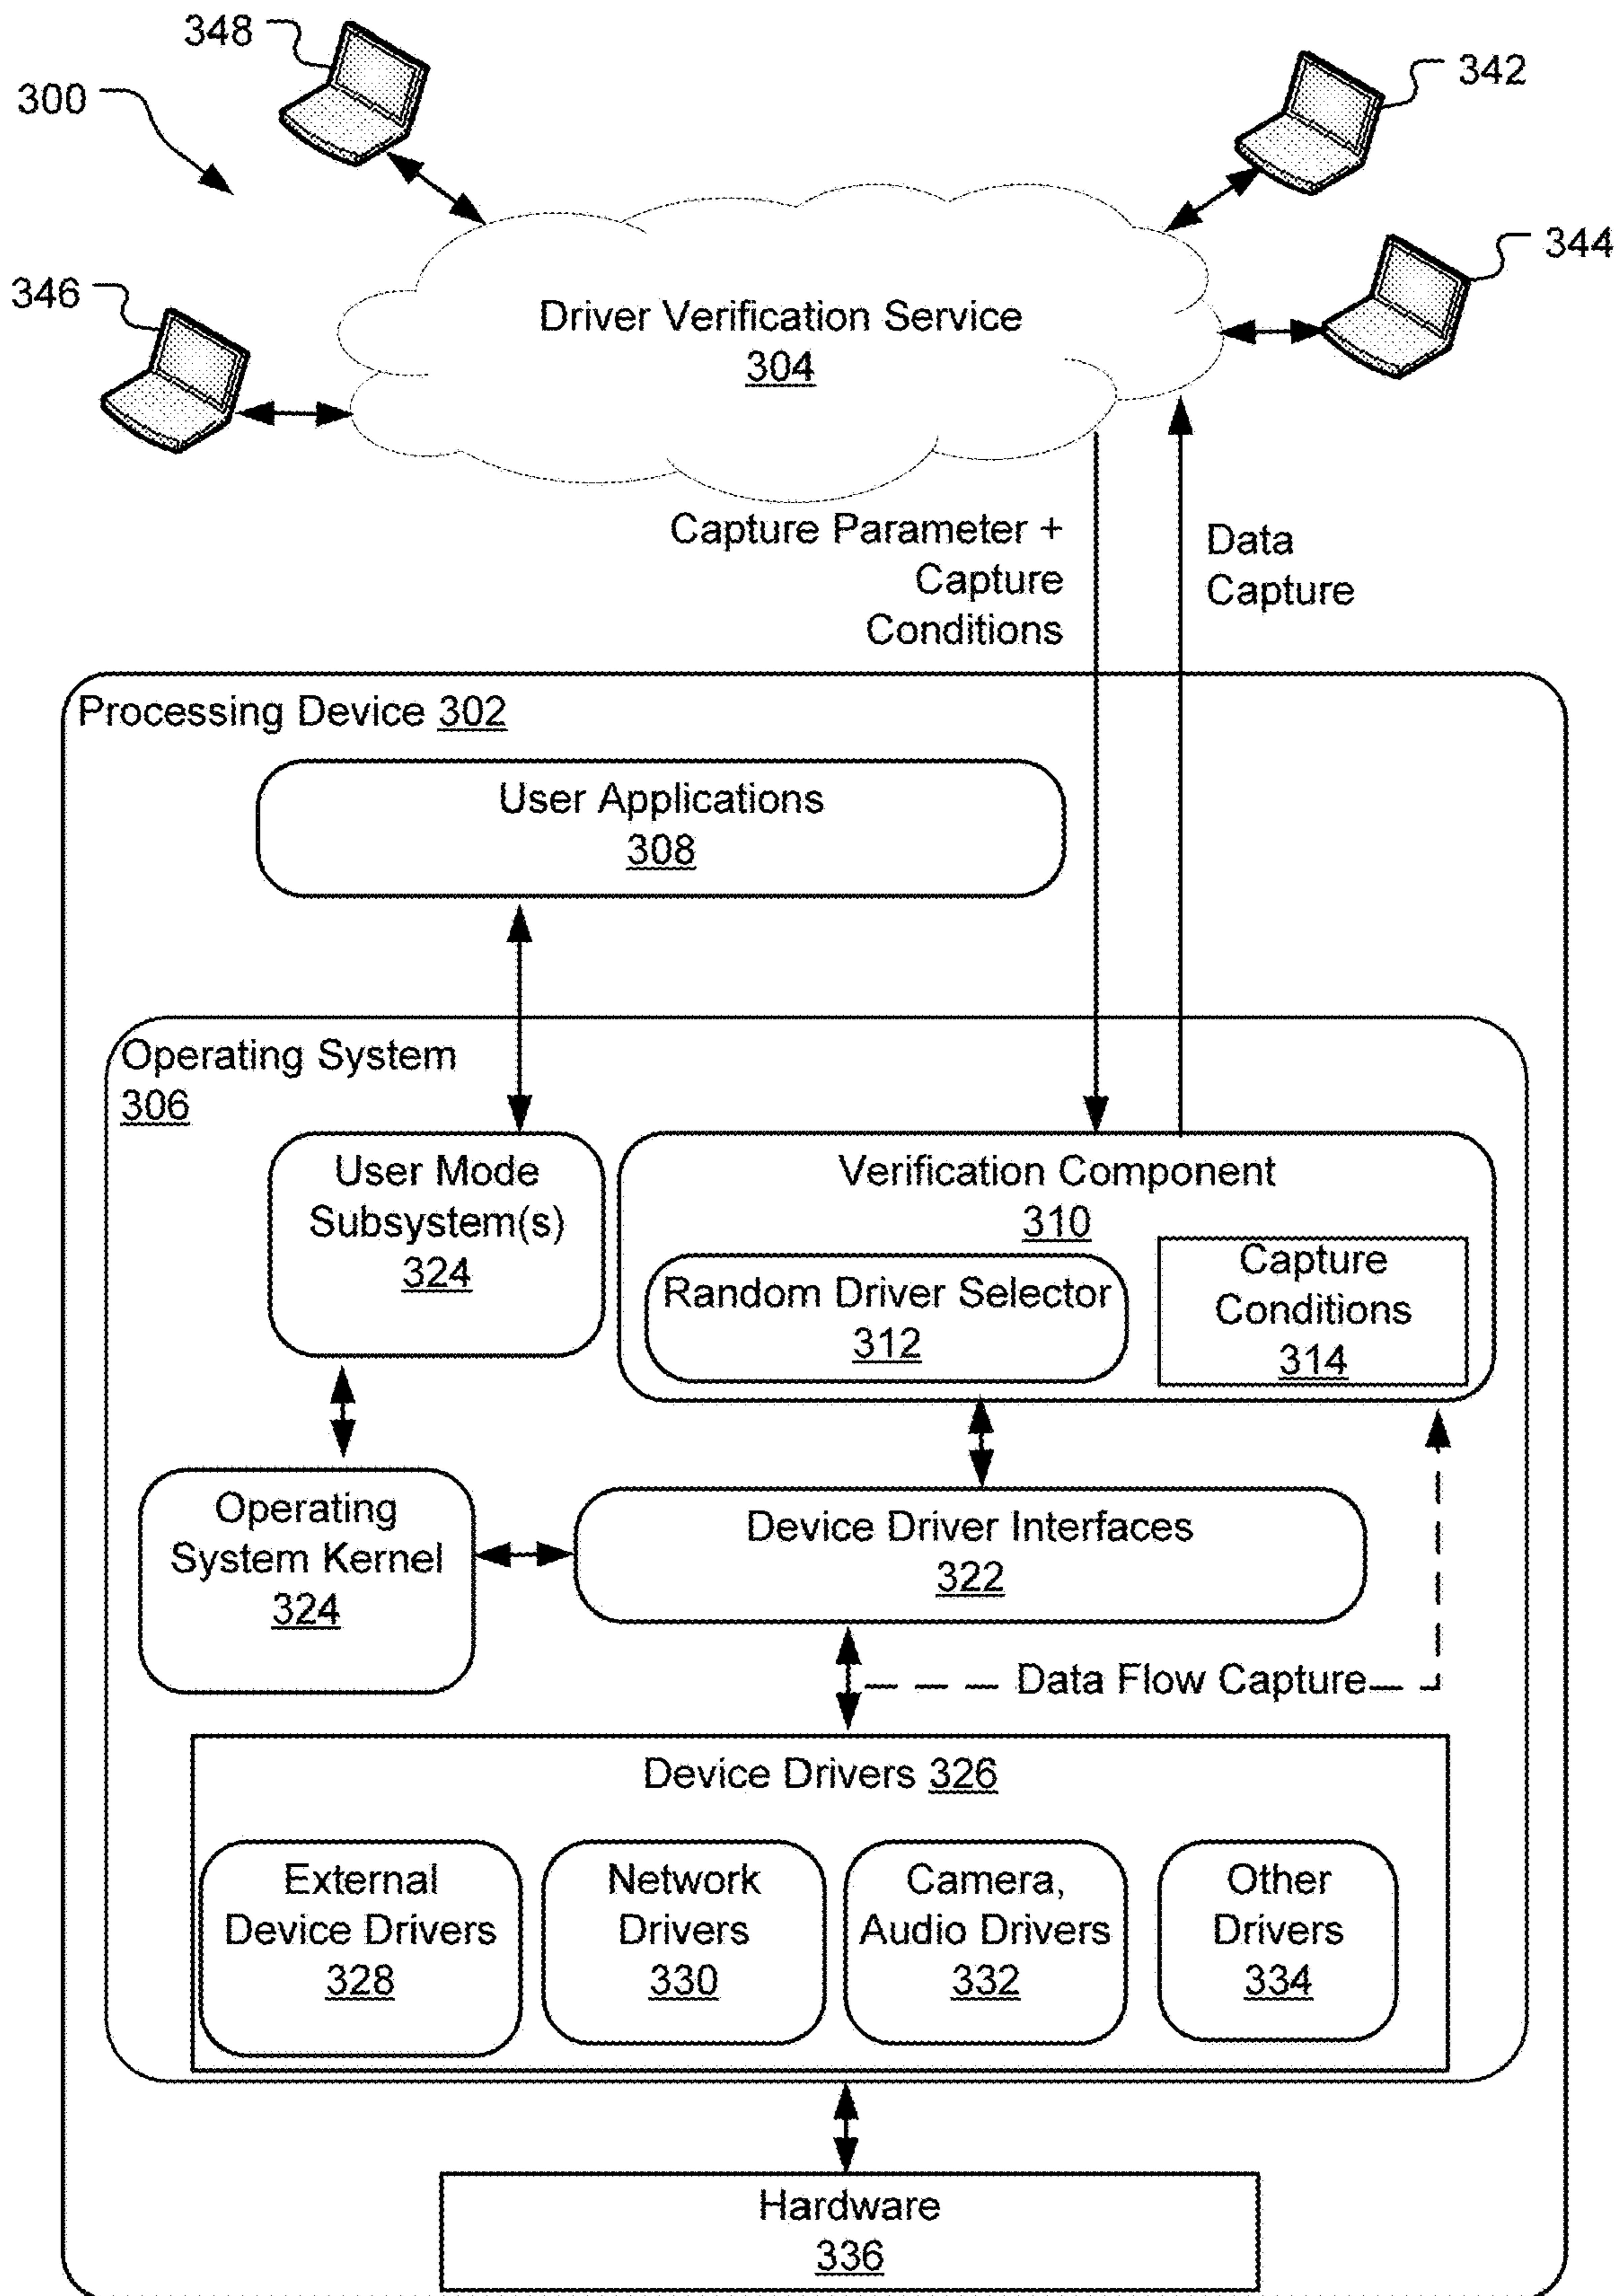 348
342
300
344
346
Driver Verification Service
304
Capture Parameter +
Capture
Conditions
Data
Capture
Processing Device 302
User Applications
308
Operating System
306
User Mode
Subsystem(s)
324
Verification Component
310
Random Driver Selector
312
Capture
Conditions
314
Operating
System Kernel
324
Device Driver Interfaces
322
Data Flow Capture
Device Drivers 326
External
Device Drivers
328
Network
Drivers
330
Camera,
Audio Drivers
332
Other
Drivers
334
Hardware
336